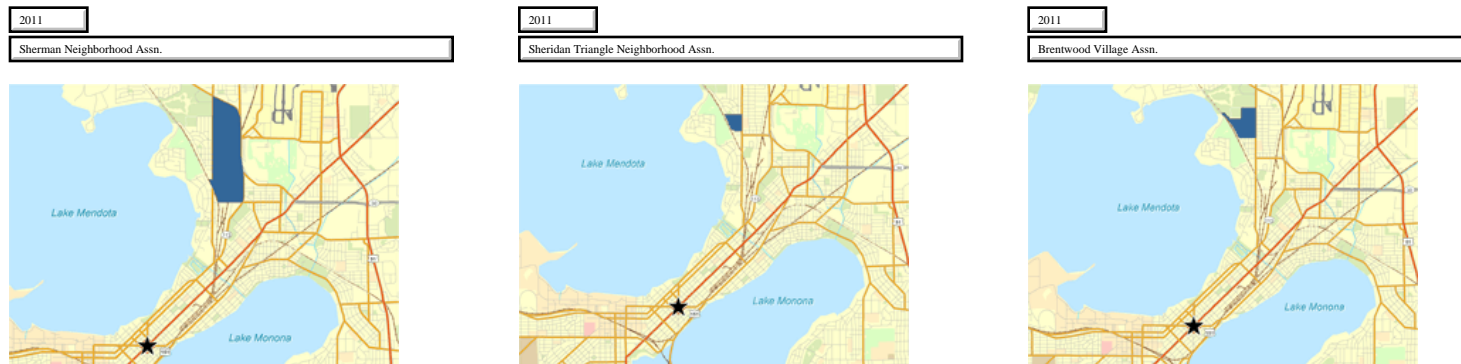 2011
Sherman Neighborhood Assn.
Lake Mendota
Lake Monona
2011
Sheridan Triangle Neighborhood Assn.
Lake Mendota
Lake Monona
2011
Brentwood Village Assn.
Lake Mendota
Lake Monona